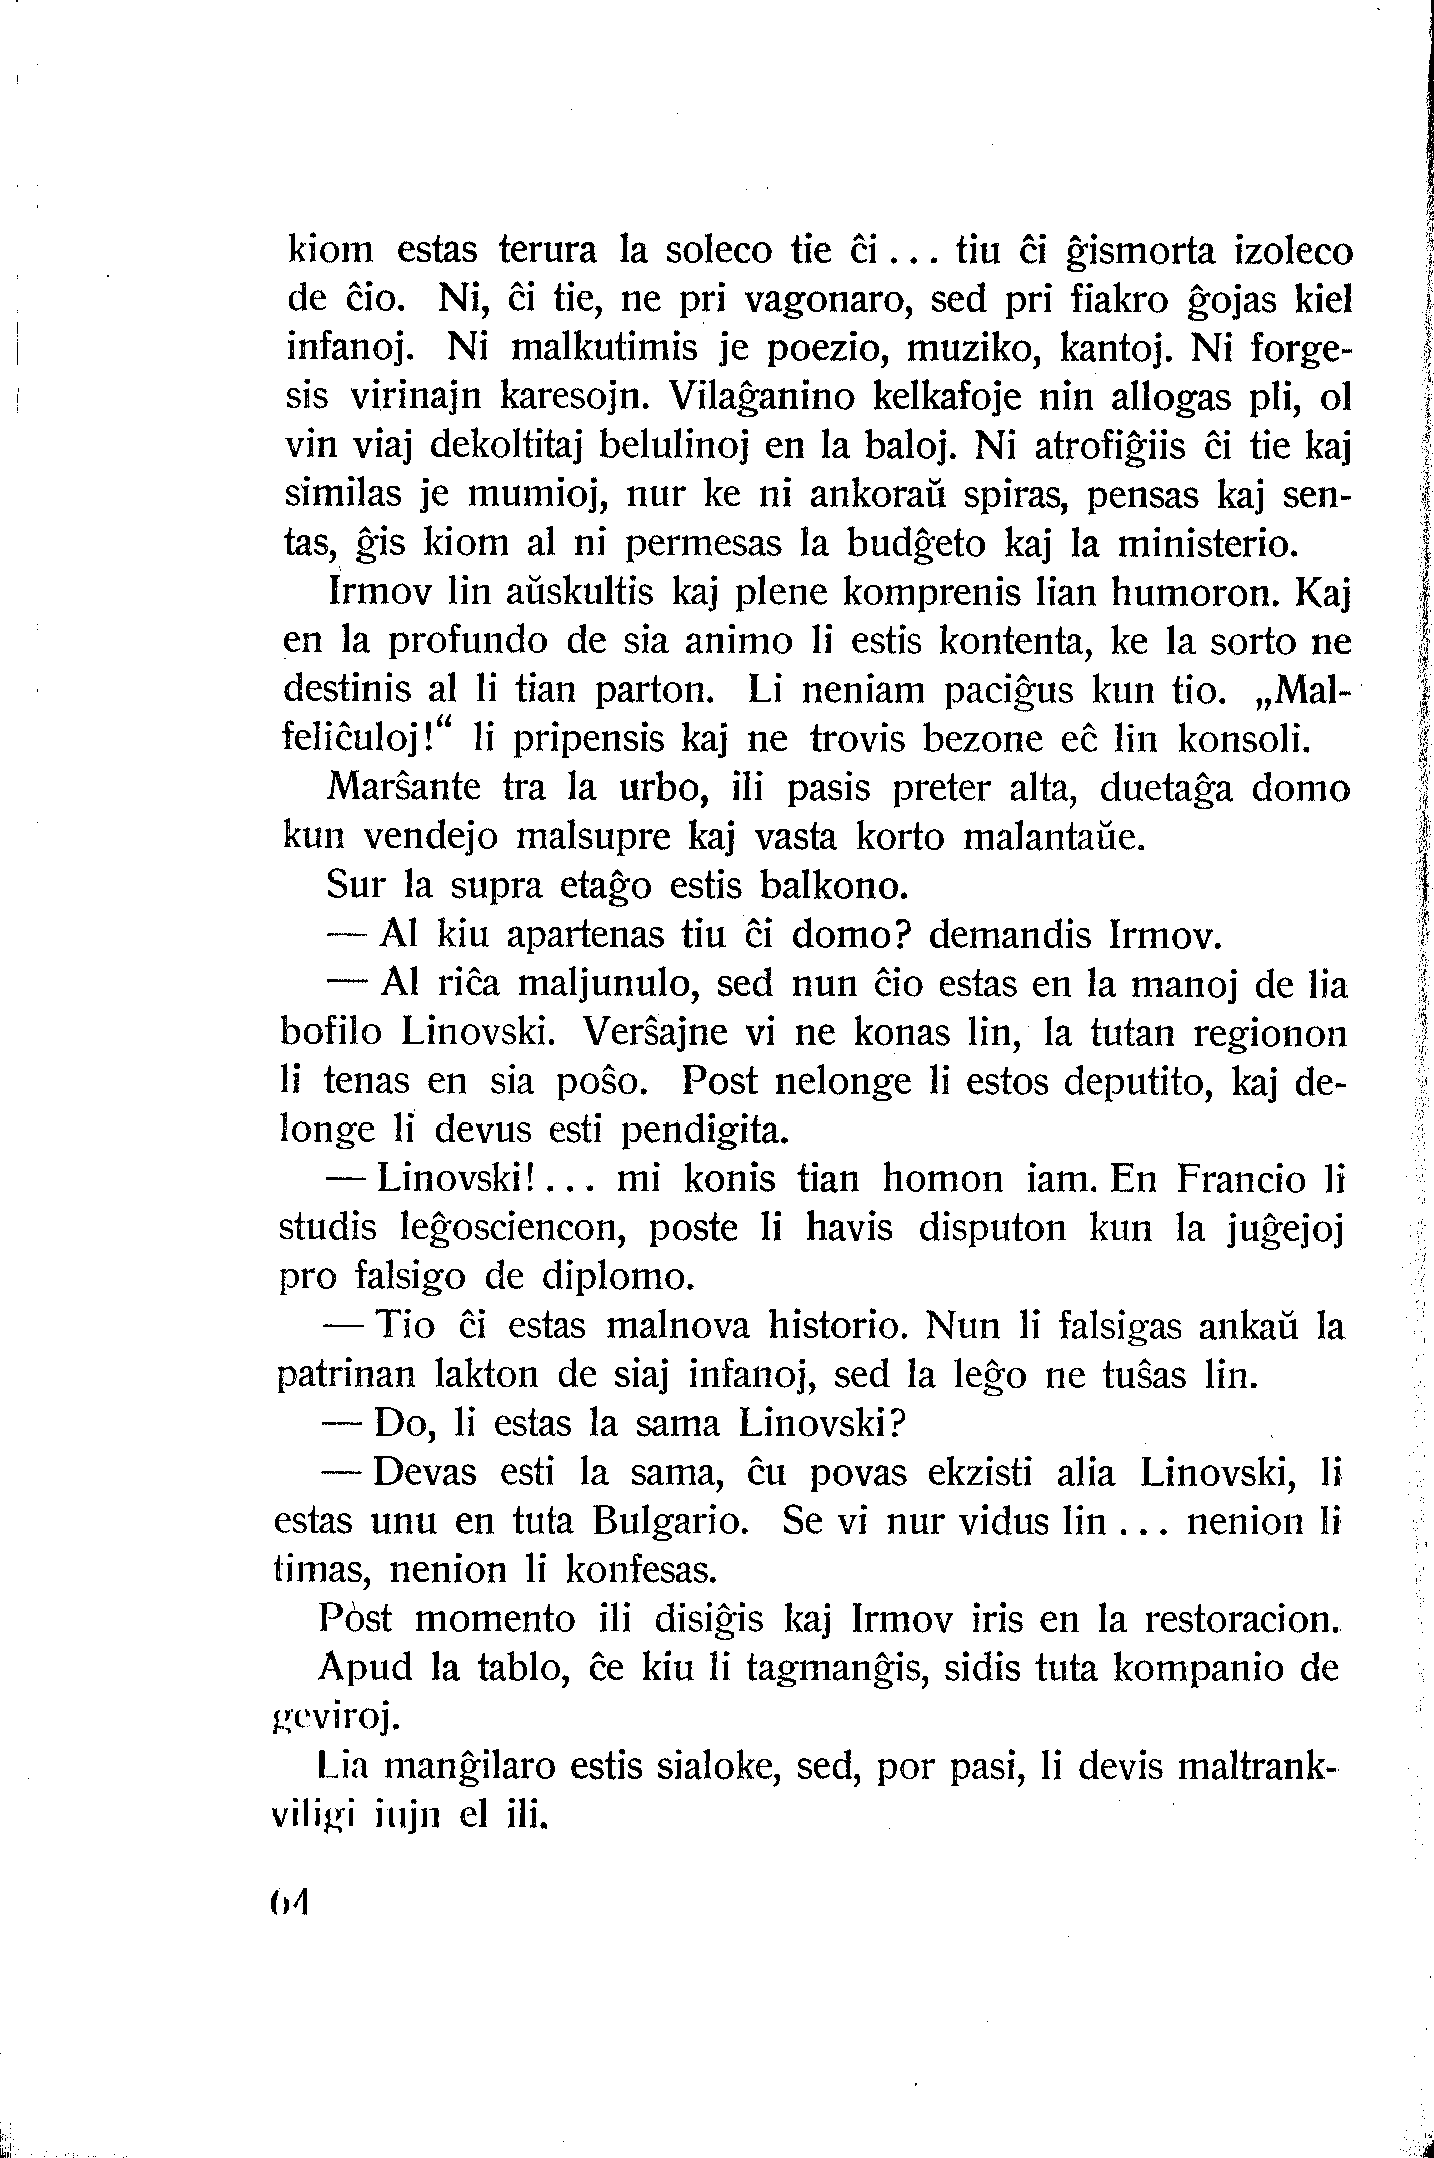 kiom estas terura la soleco tie ĉi... tiu ĉi ĝismorta izoleco
de ĉio. Ni, ĉi tie, ne pri vagonaro, sed pri fiakro ĝojas kiel
infanoj. Ni malkutimis je poezio, muziko, kantoj. Ni forge-
sis virinajn karesojn. Vilaĝanino kelkafoje nin allogas pli, ol
vin viaj dekoltitaj belulinoj en la baloj. Ni atrofiĝiis ĉi tie kaj
similas je mumioj, nur ke ni ankoraŭ spiras, pensas kaj sen-
tas, ĝis kiom al ni permesas la budĝeto kaj la ministerio.
Irmov lin aŭskultis kaj plene komprenis lian humoron. Kaj
en la profundo de sia animo li estis kontenta, ke la sorto ne
destinis al li tian parton. Li neniam paciĝus kun tio. „Mal-
feliĉuloj!“ li pripensis kaj ne trovis bezone eĉ lin konsoli.
Marŝante tra la urbo, ili pasis preter alta, duetaĝa domo
kun vendejo malsupre kaj vasta korto malantaŭe.
Sur la supra etaĝo estis balkono.
— Al kiu apartenas tiu ĉi domo? demandis Irmov.
— Al riĉa maljunulo, sed nun ĉio estas en la manoj de lia
bofilo Linovski. Verŝajne vi ne konas lin, la tutan regionon
li tenas en sia poŝo. Post nelonge li estos deputito, kaj de-
longe li devus esti pendigita.
— Linovski!... mi konis tian homon iam. En Francio li
studis leĝosciencon, poste li havis disputon kun la juĝejoj
pro falsigo de diplomo.
— Tio ĉi estas malnova historio. Nun li falsigas ankaŭ la
patrinan lakton de siaj infanoj, sed la leĝo ne tuŝas lin.
— Do, li estas la sama Linovski?
— Devas esti la sama, ĉu povas ekzisti alia Linovski, li
estas unu en tuta Bulgario. Se vi nur vidus lin... nenion li
timas, nenion li konfesas.
Post momento ili disiĝis kaj Irmov iris en la restoracion.
Apud la tablo, ĉe kiu li tagmanĝis, sidis tuta kompanio de
geviroj.
Lia manĝilaro estis sialoke, sed, por pasi, li devis maltrank-
viligi iujn el ili.
64